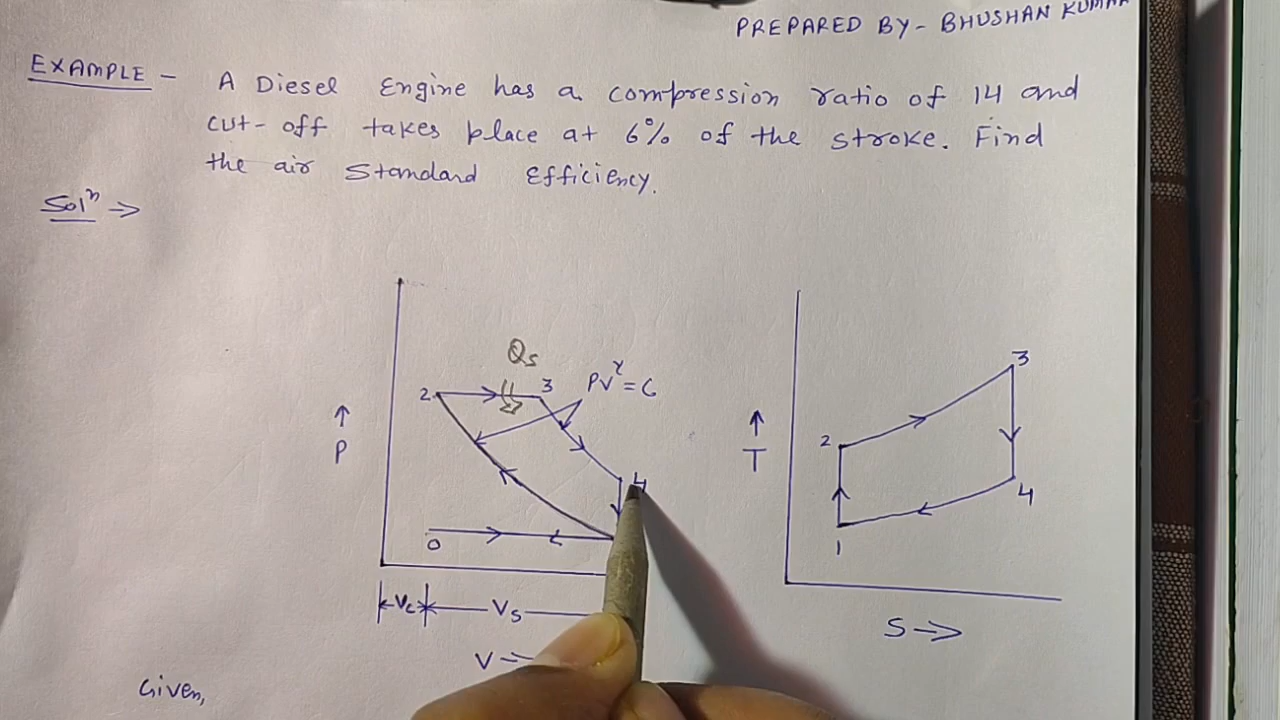 PREPARED BY- BHUSHAN KUMAR
EXAMPLE - A Diesel Engine has a compression ratio of 14 and
cut-off takes place at 6% of the stroke. Find
the air standard Efficiency.
Solⁿ →
Qs
2 3 PVᵞ = C
↑
P
4
0
Vc Vs
V →
3
↑
T
2
4
1
S →
Given,